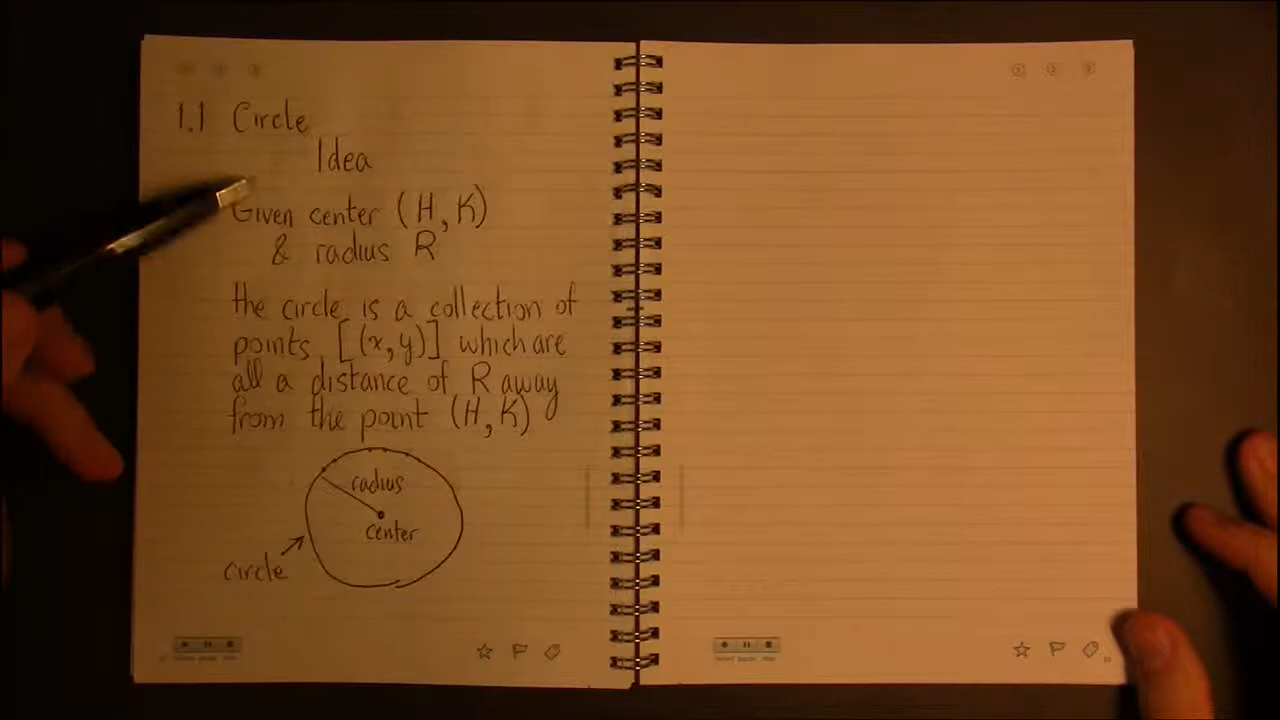 1.1 Circle
Idea
Given center (H, K)
& radius R
the circle is a collection of
points [(x, y)] which are
all a distance of R away
from the point (H, K)
radius
center
circle